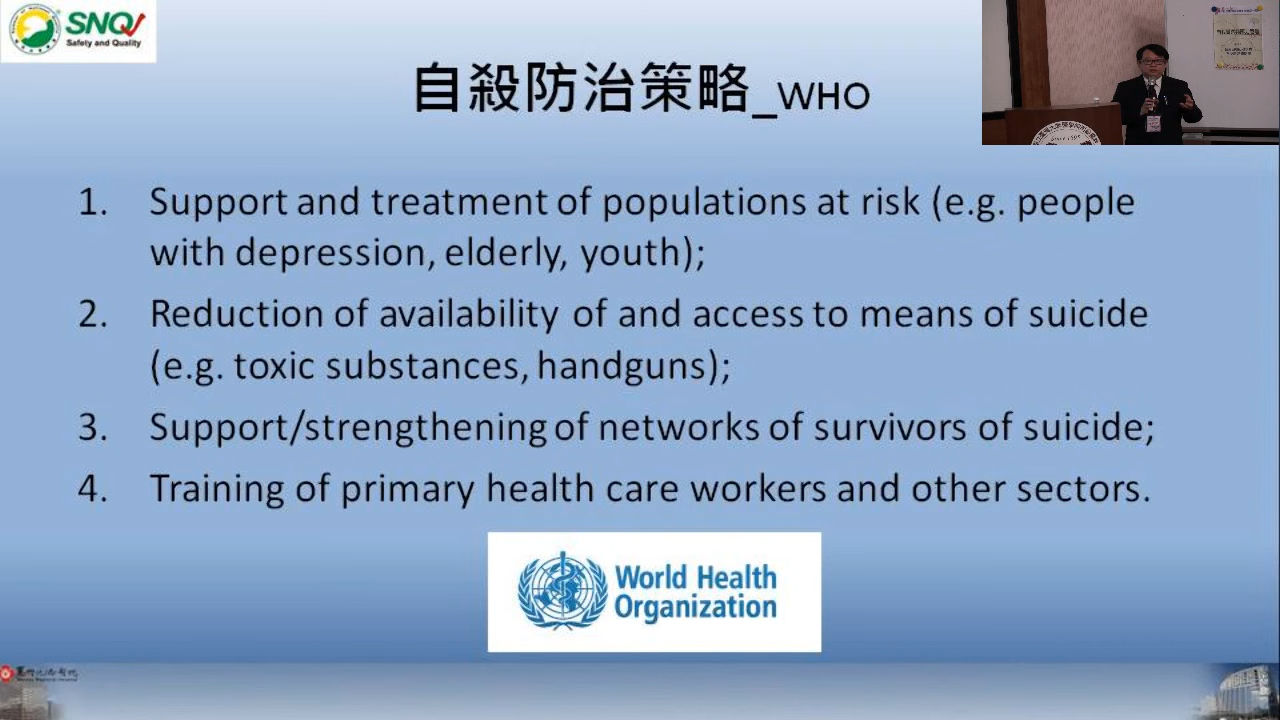 SNQ
Safety and Quality
自殺防治策略_WHO
1. Support and treatment of populations at risk (e.g. people
with depression, elderly, youth);
2. Reduction of availability of and access to means of suicide
(e.g. toxic substances, handguns);
3. Support/strengthening of networks of survivors of suicide;
4. Training of primary health care workers and other sectors.
World Health
Organization